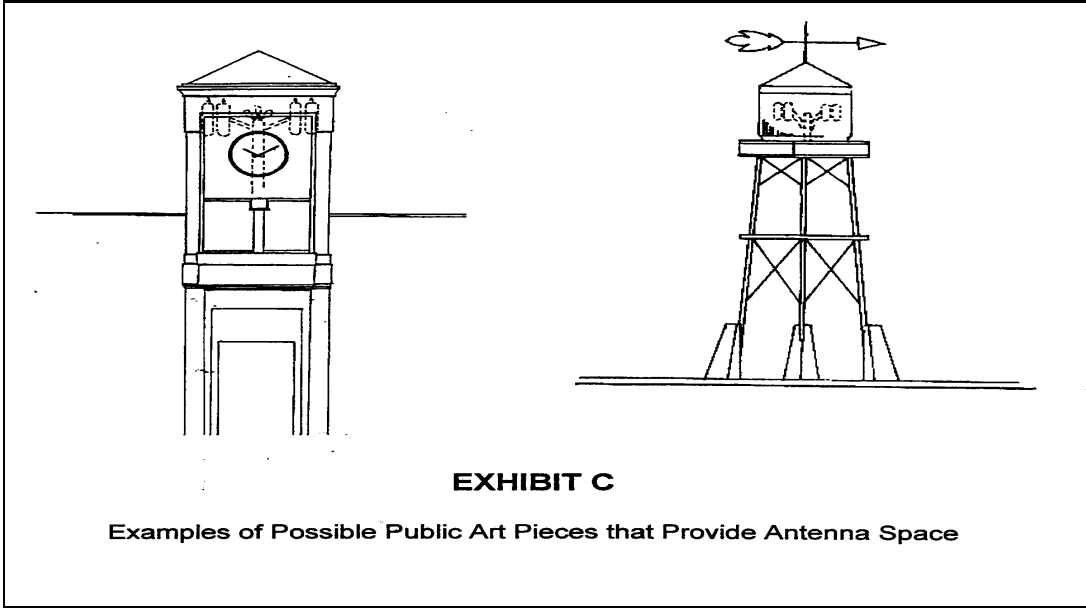 EXHIBIT C
Examples of Possible Public Art Pieces that Provide Antenna Space